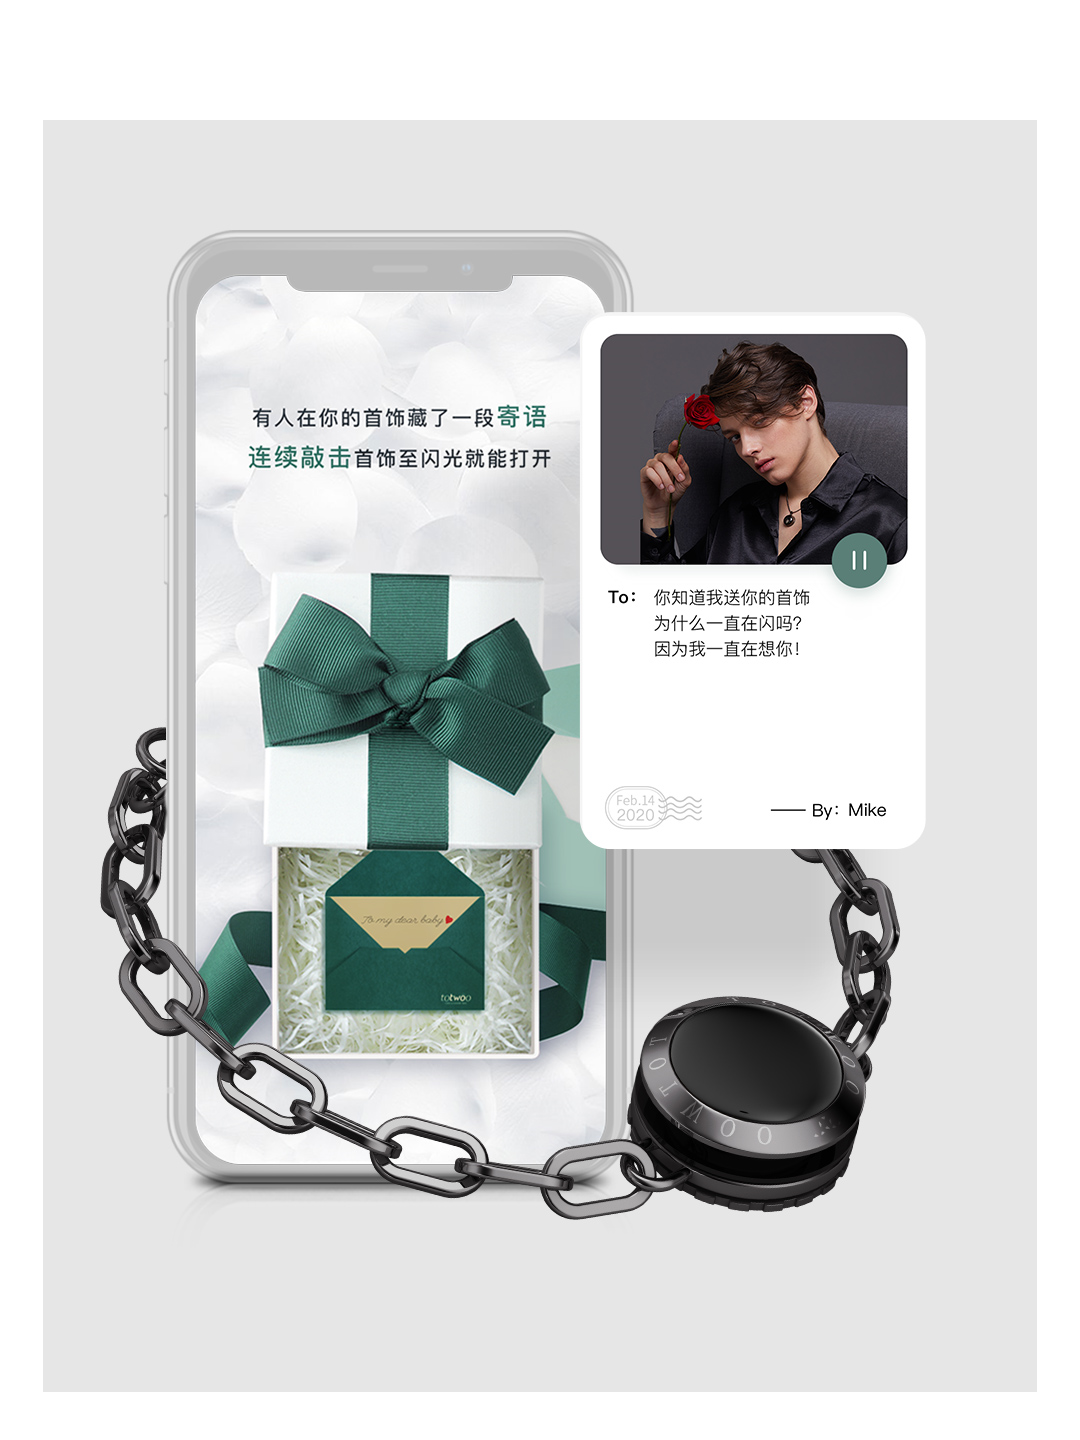 有人在你的首饰藏了一段寄语
连续敲击首饰至闪光就能打开
To: 你知道我送你的首饰
为什么一直在闪吗?
因为我一直在想你!
Feb.14
2020
—— By: Mike
To my dear baby
totwoo
TOTWOO